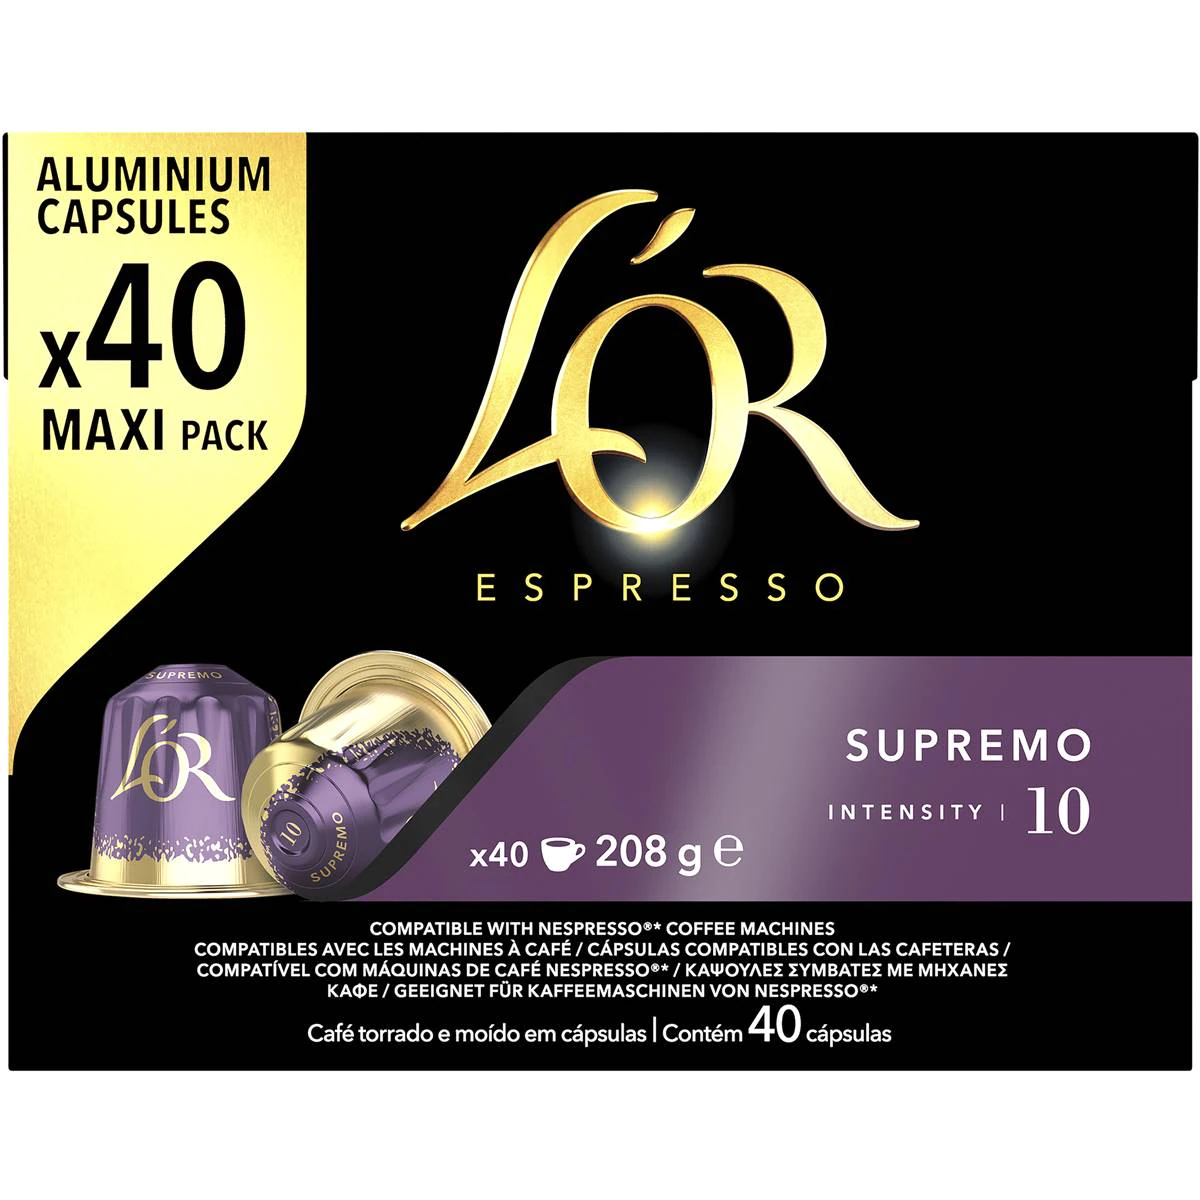 ALUMINIUM
CAPSULES
x40
MAXI PACK
L'OR
ESPRESSO
SUPREMO
L'OR
10
SUPREMO
SUPREMO
INTENSITY | 10
x40 208 g ℮
COMPATIBLE WITH NESPRESSO®* COFFEE MACHINES
COMPATIBLES AVEC LES MACHINES À CAFÉ / CÁPSULAS COMPATIBLES CON LAS CAFETERAS /
COMPATÍVEL COM MÁQUINAS DE CAFÉ NESPRESSO®* / ΚΑΨΟΥΛΕΣ ΣΥΜΒΑΤΕΣ ΜΕ ΜΗΧΑΝΕΣ
ΚΑΦΕ / GEEIGNET FÜR KAFFEEMASCHINEN VON NESPRESSO®*
Café torrado e moído em cápsulas | Contém 40 cápsulas